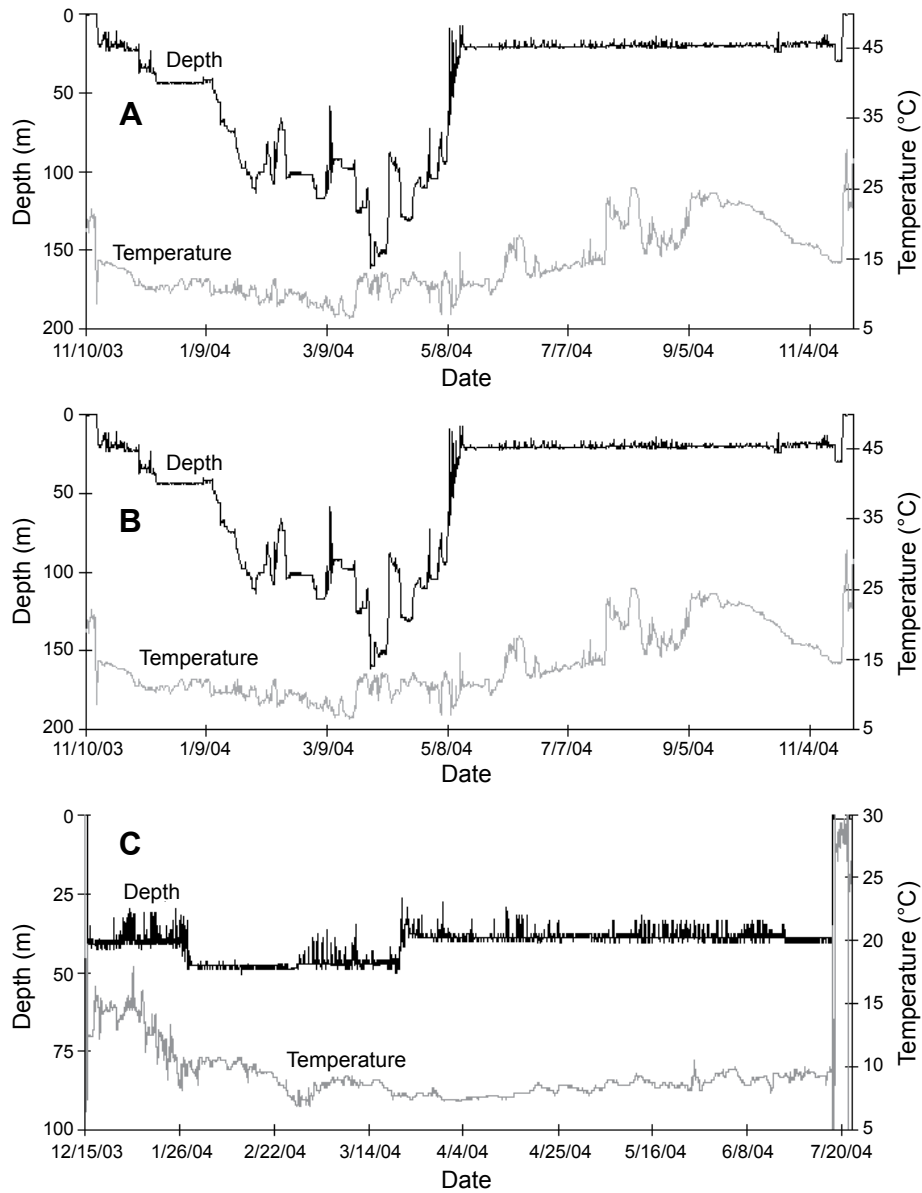 A
Depth
Temperature
Depth (m)
0
50
100
150
200
Temperature (°C)
45
35
25
15
5
11/10/03 1/9/04 3/9/04 5/8/04 7/7/04 9/5/04 11/4/04
Date
B
Depth
Temperature
Depth (m)
0
50
100
150
200
Temperature (°C)
45
35
25
15
5
11/10/03 1/9/04 3/9/04 5/8/04 7/7/04 9/5/04 11/4/04
Date
C
Depth
Temperature
Depth (m)
0
25
50
75
100
Temperature (°C)
30
25
20
15
10
5
12/15/03 1/26/04 2/22/04 3/14/04 4/4/04 4/25/04 5/16/04 6/8/04 7/20/04
Date